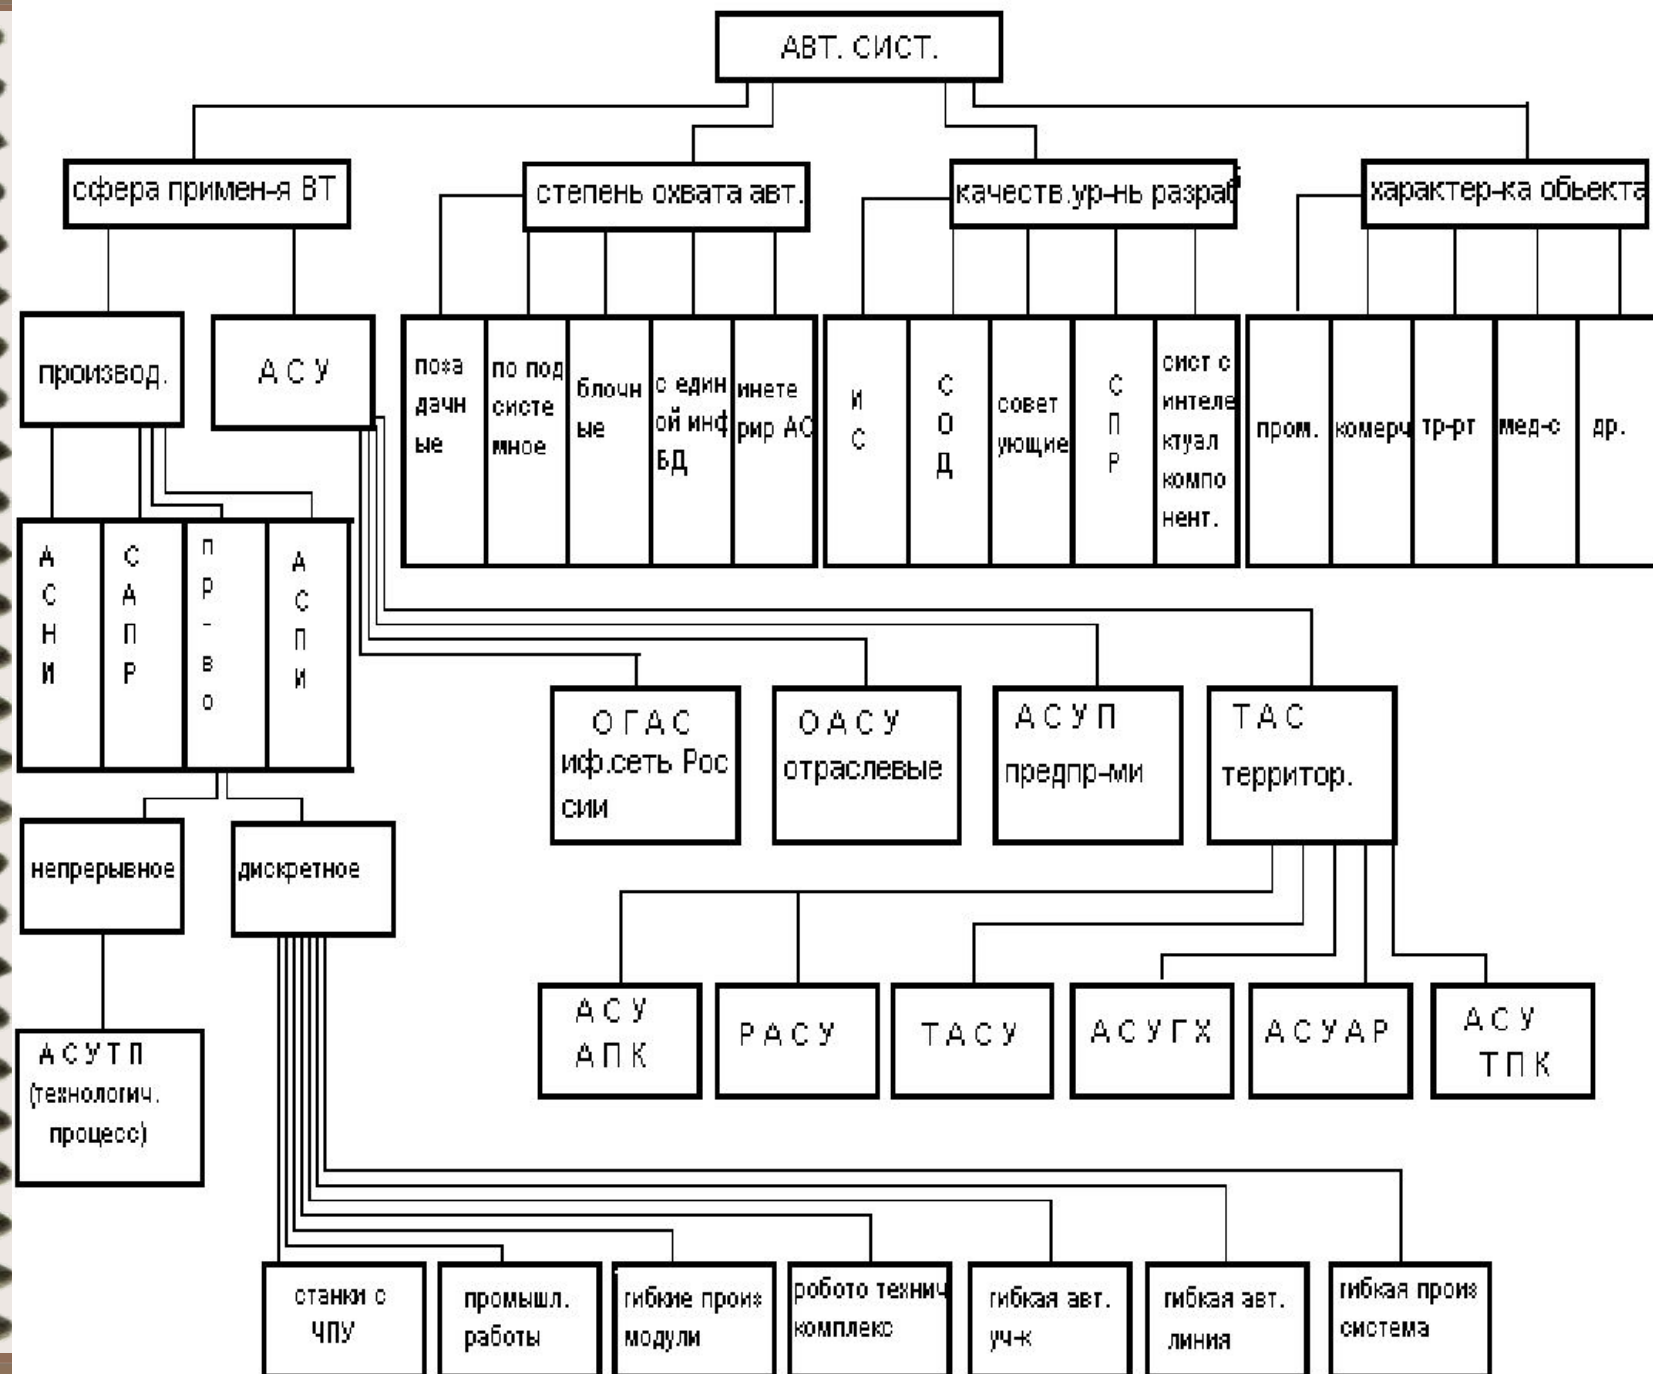 АВТ. СИСТ.
сфера примен-я ВТ
степень охвата авт.
качеств.ур-нь разраб
характер-ка обьекта
производ.
А С У
поза
дачн
ые
по под
систе
мное
блочн
ые
с един
ой инф
БД
инете
рир АС
И
С
С
О
Д
совет
ующие
С
П
Р
сист с
интеле
ктуал
компо
нент.
пром.
комерч
тр-рт
мед-с
др.
А
С
Н
И
С
А
П
Р
п
р
-
в
о
А
С
П
И
О Г А С
иф.сеть Рос
сии
О А С У
отраслевые
А С У П
предпр-ми
Т А С
территор.
непрерывное
дискретное
А С У
А П К
Р А С У
Т А С У
А С У Г Х
А С У А Р
А С У
Т П К
А С У Т П
(технологич.
процесс)
станки с
ЧПУ
промышл.
работы
гибкие произ
модули
робото технич
комплекс
гибкая авт.
уч-к
гибкая авт.
линия
гибкая произ
система